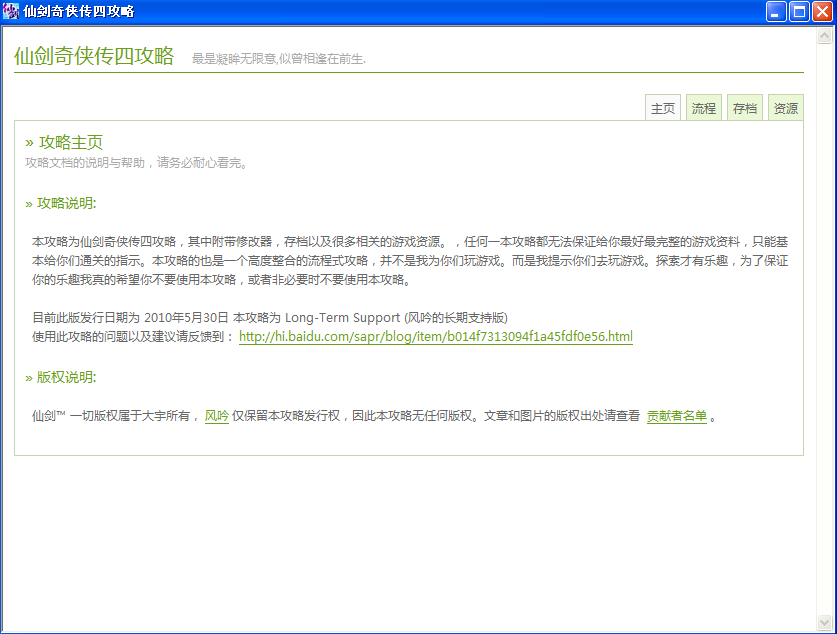 仙剑奇侠传四攻略
仙剑奇侠传四攻略 最是凝眸无限意,似曾相逢在前生.
主页 流程 存档 资源
» 攻略主页
攻略文档的说明与帮助，请务必耐心看完。
» 攻略说明:
本攻略为仙剑奇侠传四攻略，其中附带修改器，存档以及很多相关的游戏资源。，任何一本攻略都无法保证给你最好最完整的游戏资料，只能基
本给你们通关的指示。本攻略的也是一个高度整合的流程式攻略，并不是我为你们玩游戏。而是我提示你们去玩游戏。探索才有乐趣，为了保证
你的乐趣我真的希望你不要使用本攻略，或者非必要时不要使用本攻略。
目前此版发行日期为 2010年5月30日 本攻略为 Long-Term Support (风吟的长期支持版)
使用此攻略的问题以及建议请反馈到： http://hi.baidu.com/sapr/blog/item/b014f7313094f1a45fdf0e56.html
» 版权说明:
仙剑™ 一切版权属于大宇所有， 风吟 仅保留本攻略发行权，因此本攻略无任何版权。文章和图片的版权出处请查看 贡献者名单 。